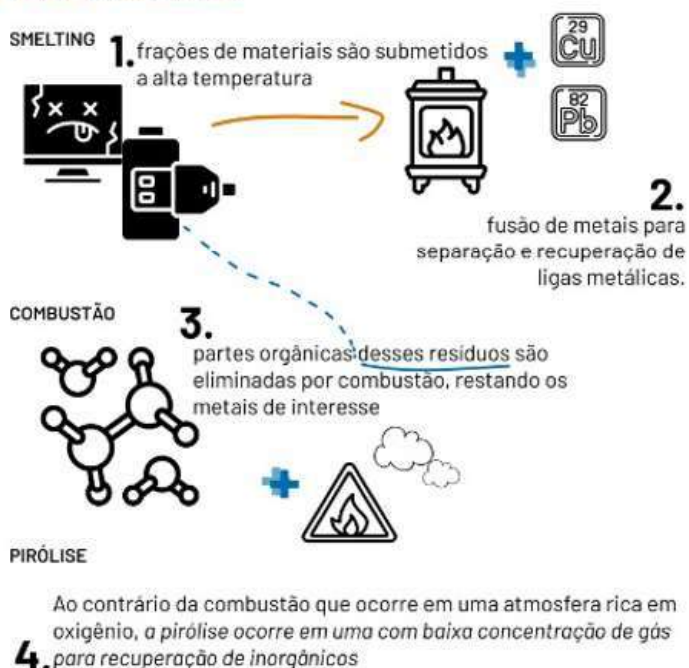 SMELTING
1. frações de materiais são submetidos
a alta temperatura
29
Cu
82
Pb
2.
fusão de metais para
separação e recuperação de
ligas metálicas.
COMBUSTÃO
3.
partes orgânicas desses resíduos são
eliminadas por combustão, restando os
metais de interesse
PIRÓLISE
Ao contrário da combustão que ocorre em uma atmosfera rica em
oxigênio, a pirólise ocorre em uma com baixa concentração de gás
4. para recuperação de inorgânicos